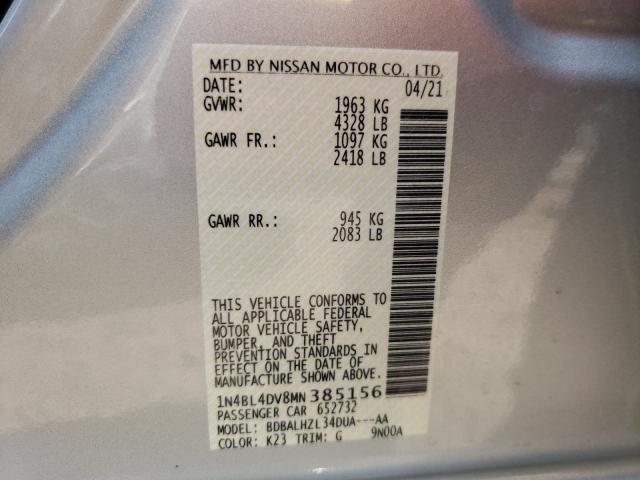 MFD BY NISSAN MOTOR CO., LTD.
DATE: 04/21
GVWR: 1963 KG
4328 LB
GAWR FR.: 1097 KG
2418 LB
GAWR RR.: 945 KG
2083 LB
THIS VEHICLE CONFORMS TO
ALL APPLICABLE FEDERAL
MOTOR VEHICLE SAFETY,
BUMPER, AND THEFT
PREVENTION STANDARDS IN
EFFECT ON THE DATE OF
MANUFACTURE SHOWN ABOVE.
1N4BL4DV8MN385156
PASSENGER CAR 652732
MODEL: BDBALHZL34DUA---AA
COLOR: K23 TRIM: G 9N00A